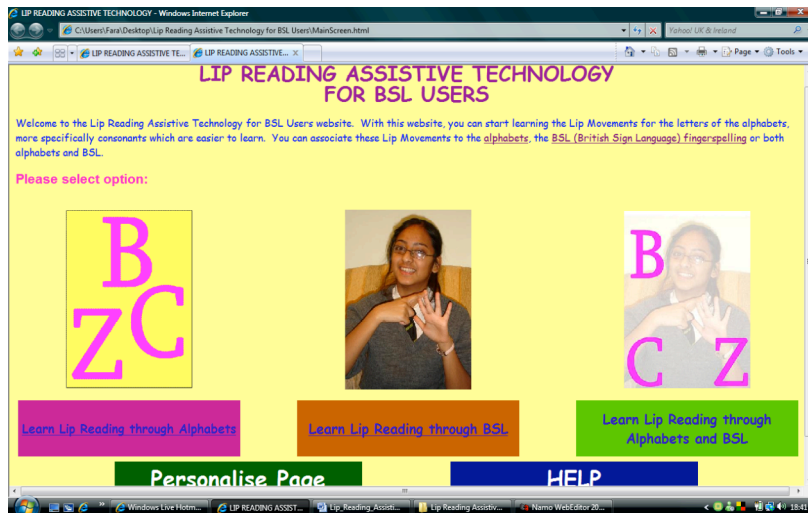 LIP READING ASSISTIVE TECHNOLOGY - Windows Internet Explorer
C:\Users\Fara\Desktop\Lip Reading Assistive Technology for BSL Users\MainScreen.html
Yahoo! UK & Ireland
LIP READING ASSISTIVE TE...
LIP READING ASSISTIVE...
Page
Tools
LIP READING ASSISTIVE TECHNOLOGY
FOR BSL USERS
Welcome to the Lip Reading Assistive Technology for BSL Users website. With this website, you can start learning the Lip Movements for the letters of the alphabets,
more specifically consonants which are easier to learn. You can associate these Lip Movements to the alphabets, the BSL (British Sign Language) fingerspelling or both
alphabets and BSL.
Please select option:
B
C
Z
B
C Z
Learn Lip Reading through Alphabets
Learn Lip Reading through BSL
Learn Lip Reading through
Alphabets and BSL
Personalise Page
HELP
Windows Live Hotm...
LIP READING ASSIST...
Lip_Reading_Assisti...
Lip Reading Assistiv...
Namo WebEditor 20...
18:41